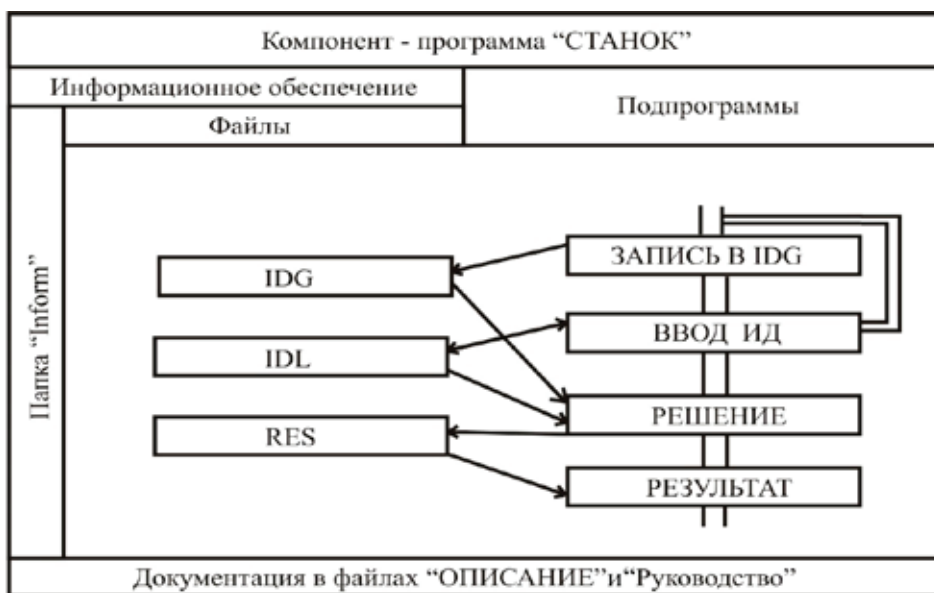 Компонент - программа “СТАНОК”
Информационное обеспечение
Подпрограммы
Файлы
Папка “Inform”
ЗАПИСЬ В IDG
IDG
ВВОД ИД
IDL
РЕШЕНИЕ
RES
РЕЗУЛЬТАТ
Документация в файлах “ОПИСАНИЕ”и“Руководство”